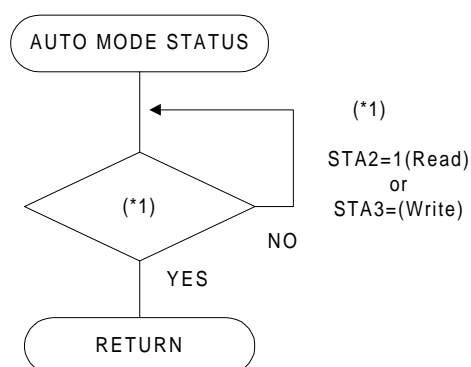 AUTO MODE STATUS
(*1)
STA2=1(Read)
or
STA3=(Write)
(*1)
NO
YES
RETURN